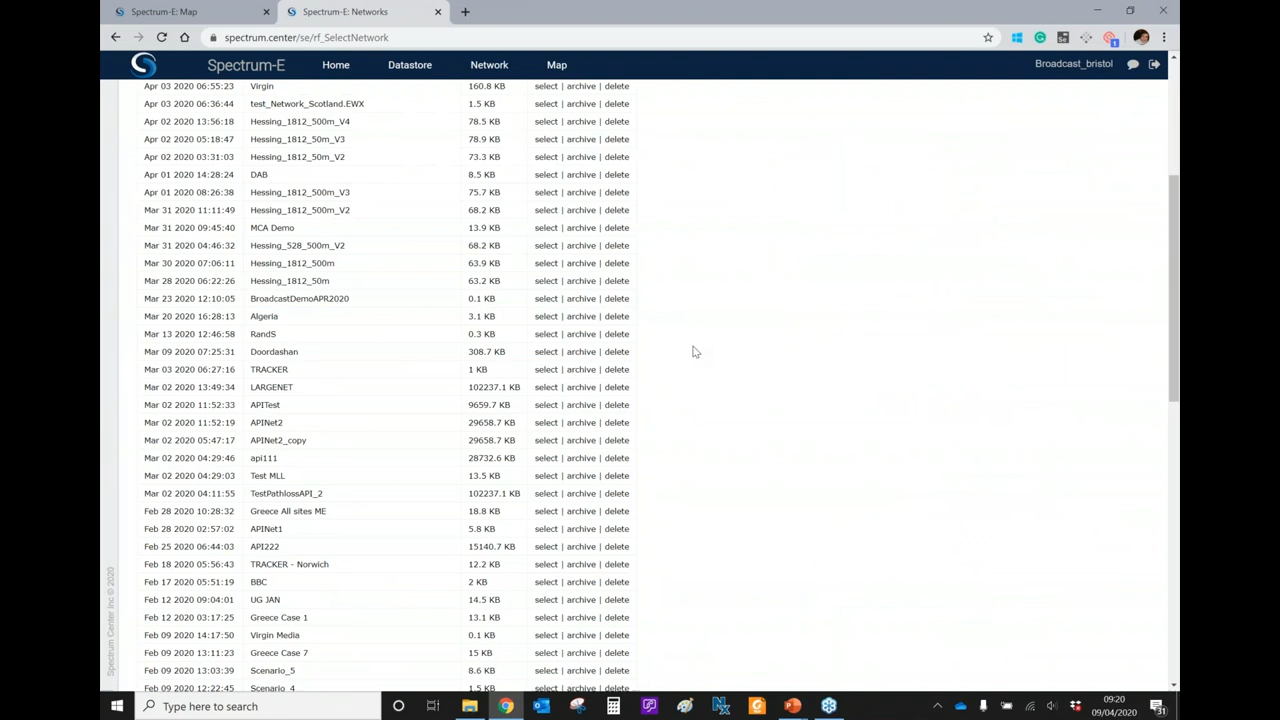 Spectrum-E: Map
Spectrum-E: Networks
spectrum.center/se/rf_SelectNetwork
Spectrum-E Home Datastore Network Map Broadcast_bristol
Apr 03 2020 06:55:23 Virgin 160.8 KB select | archive | delete
Apr 03 2020 06:36:44 test_Network_Scotland.EWX 1.5 KB select | archive | delete
Apr 02 2020 13:56:18 Hessing_1812_500m_V4 78.5 KB select | archive | delete
Apr 02 2020 05:18:47 Hessing_1812_50m_V3 78.9 KB select | archive | delete
Apr 02 2020 03:31:03 Hessing_1812_50m_V2 73.3 KB select | archive | delete
Apr 01 2020 14:28:24 DAB 8.5 KB select | archive | delete
Apr 01 2020 08:26:38 Hessing_1812_500m_V3 75.7 KB select | archive | delete
Mar 31 2020 11:11:49 Hessing_1812_500m_V2 68.2 KB select | archive | delete
Mar 31 2020 09:45:40 MCA Demo 13.9 KB select | archive | delete
Mar 31 2020 04:46:32 Hessing_528_500m_V2 68.2 KB select | archive | delete
Mar 30 2020 07:06:11 Hessing_1812_500m 63.9 KB select | archive | delete
Mar 28 2020 06:22:26 Hessing_1812_50m 63.2 KB select | archive | delete
Mar 23 2020 12:10:05 BroadcastDemoAPR2020 0.1 KB select | archive | delete
Mar 20 2020 16:28:13 Algeria 3.1 KB select | archive | delete
Mar 13 2020 12:46:58 RandS 0.3 KB select | archive | delete
Mar 09 2020 07:25:31 Doordashan 308.7 KB select | archive | delete
Mar 03 2020 06:27:16 TRACKER 1 KB select | archive | delete
Mar 02 2020 13:49:34 LARGENET 102237.1 KB select | archive | delete
Mar 02 2020 11:52:33 APITest 9659.7 KB select | archive | delete
Mar 02 2020 11:52:19 APINet2 29658.7 KB select | archive | delete
Mar 02 2020 05:47:17 APINet2_copy 29658.7 KB select | archive | delete
Mar 02 2020 04:29:46 api111 28732.6 KB select | archive | delete
Mar 02 2020 04:29:03 Test MLL 13.5 KB select | archive | delete
Mar 02 2020 04:11:55 TestPathlossAPI_2 102237.1 KB select | archive | delete
Feb 28 2020 10:28:32 Greece All sites ME 18.8 KB select | archive | delete
Feb 28 2020 02:57:02 APINet1 5.8 KB select | archive | delete
Feb 25 2020 06:44:03 API222 15140.7 KB select | archive | delete
Feb 18 2020 05:56:43 TRACKER - Norwich 12.2 KB select | archive | delete
Feb 17 2020 05:51:19 BBC 2 KB select | archive | delete
Feb 12 2020 09:04:01 UG JAN 14.5 KB select | archive | delete
Feb 12 2020 03:17:25 Greece Case 1 13.1 KB select | archive | delete
Feb 09 2020 14:17:50 Virgin Media 0.1 KB select | archive | delete
Feb 09 2020 13:11:23 Greece Case 7 15 KB select | archive | delete
Feb 09 2020 13:03:39 Scenario_5 8.6 KB select | archive | delete
Feb 09 2020 12:22:45 Scenario_4 1.5 KB select | archive | delete
Spectrum Center Inc © 2020
Type here to search
09:20
09/04/2020
31